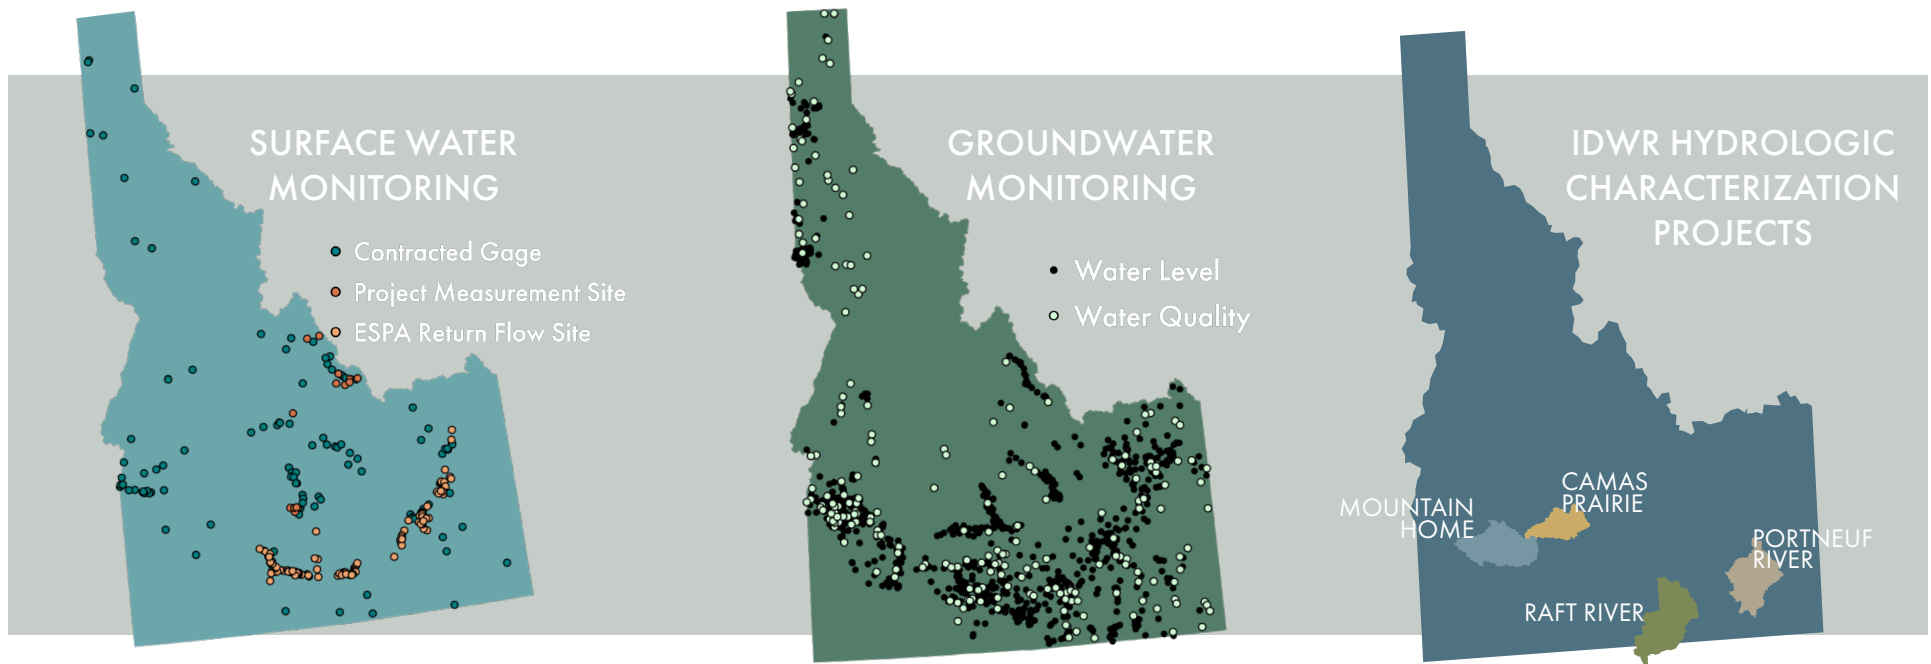 SURFACE WATER
MONITORING
Contracted Gage
Project Measurement Site
ESPA Return Flow Site
GROUNDWATER
MONITORING
Water Level
Water Quality
IDWR HYDROLOGIC
CHARACTERIZATION
PROJECTS
CAMAS
PRAIRIE
MOUNTAIN
HOME
PORTNEUF
RIVER
RAFT RIVER